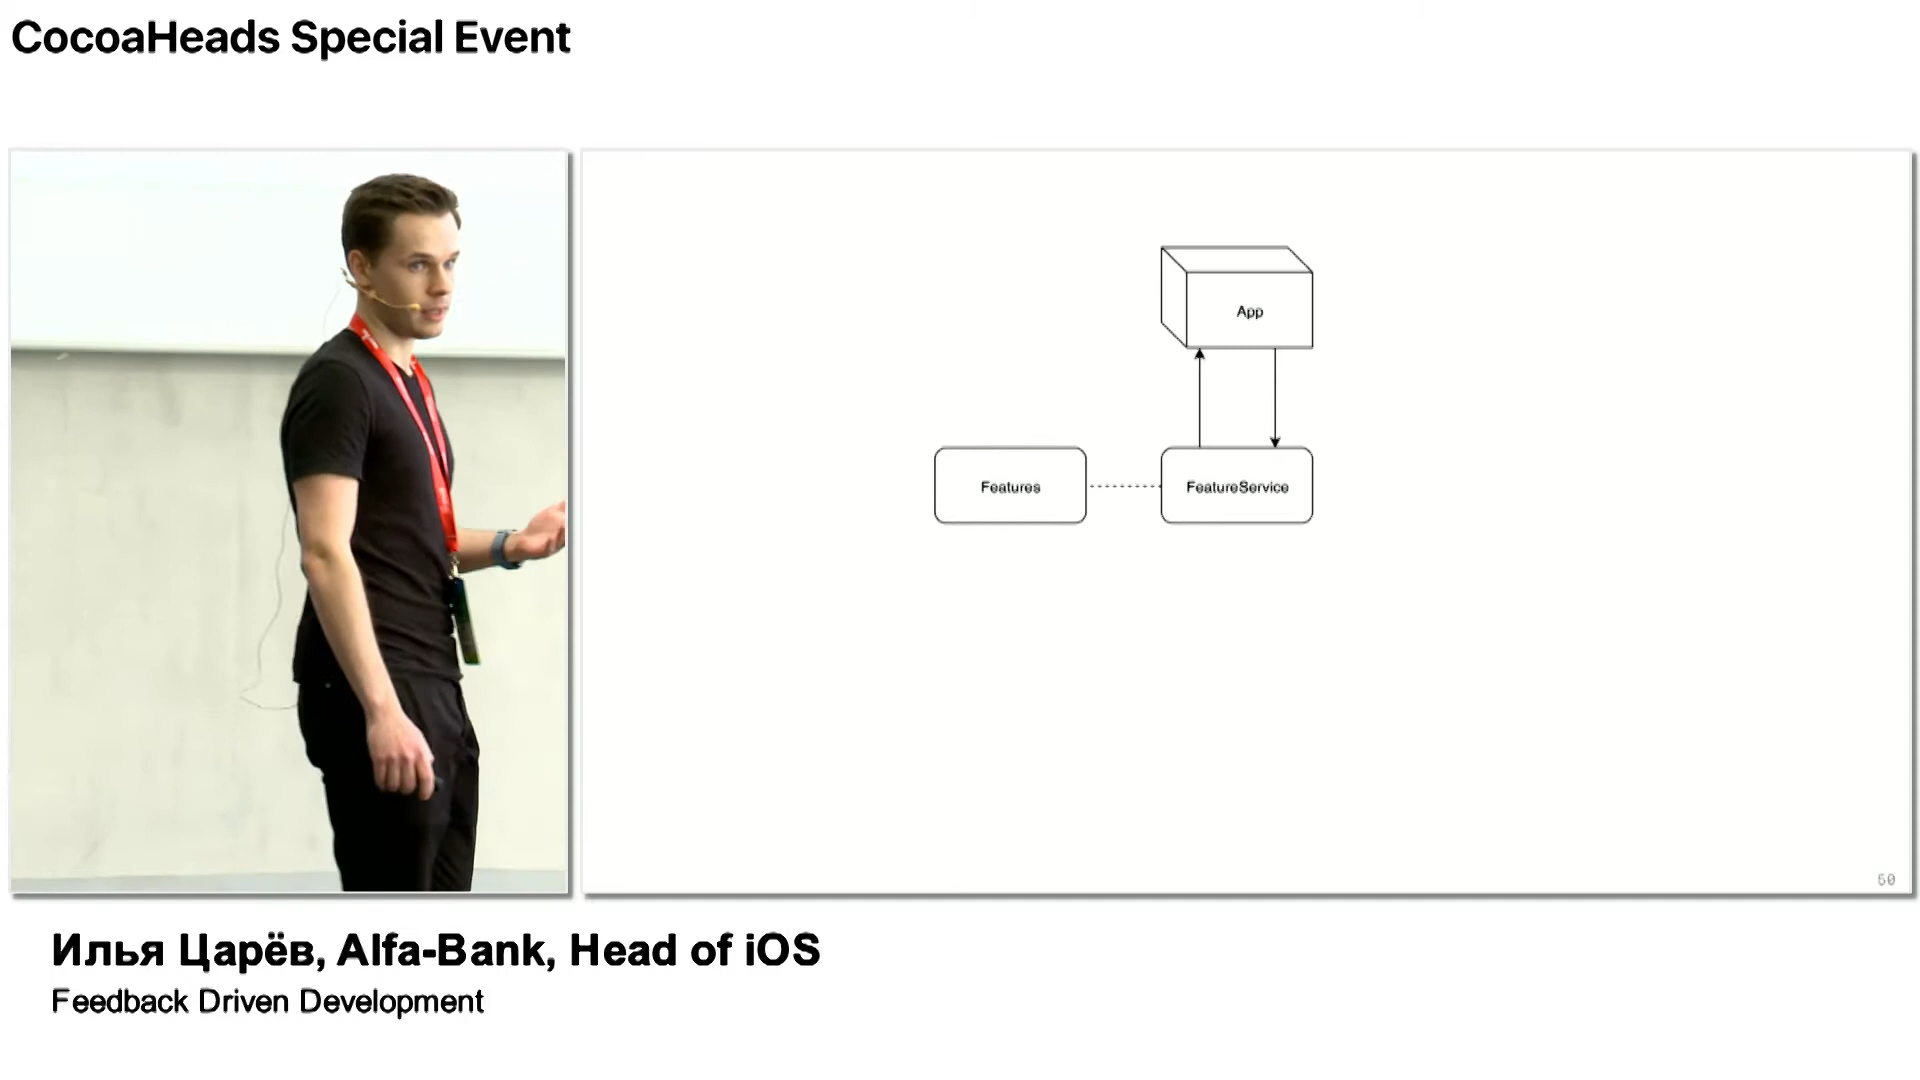 CocoaHeads Special Event
App
Features
FeatureService
50
Илья Царёв, Alfa-Bank, Head of iOS
Feedback Driven Development